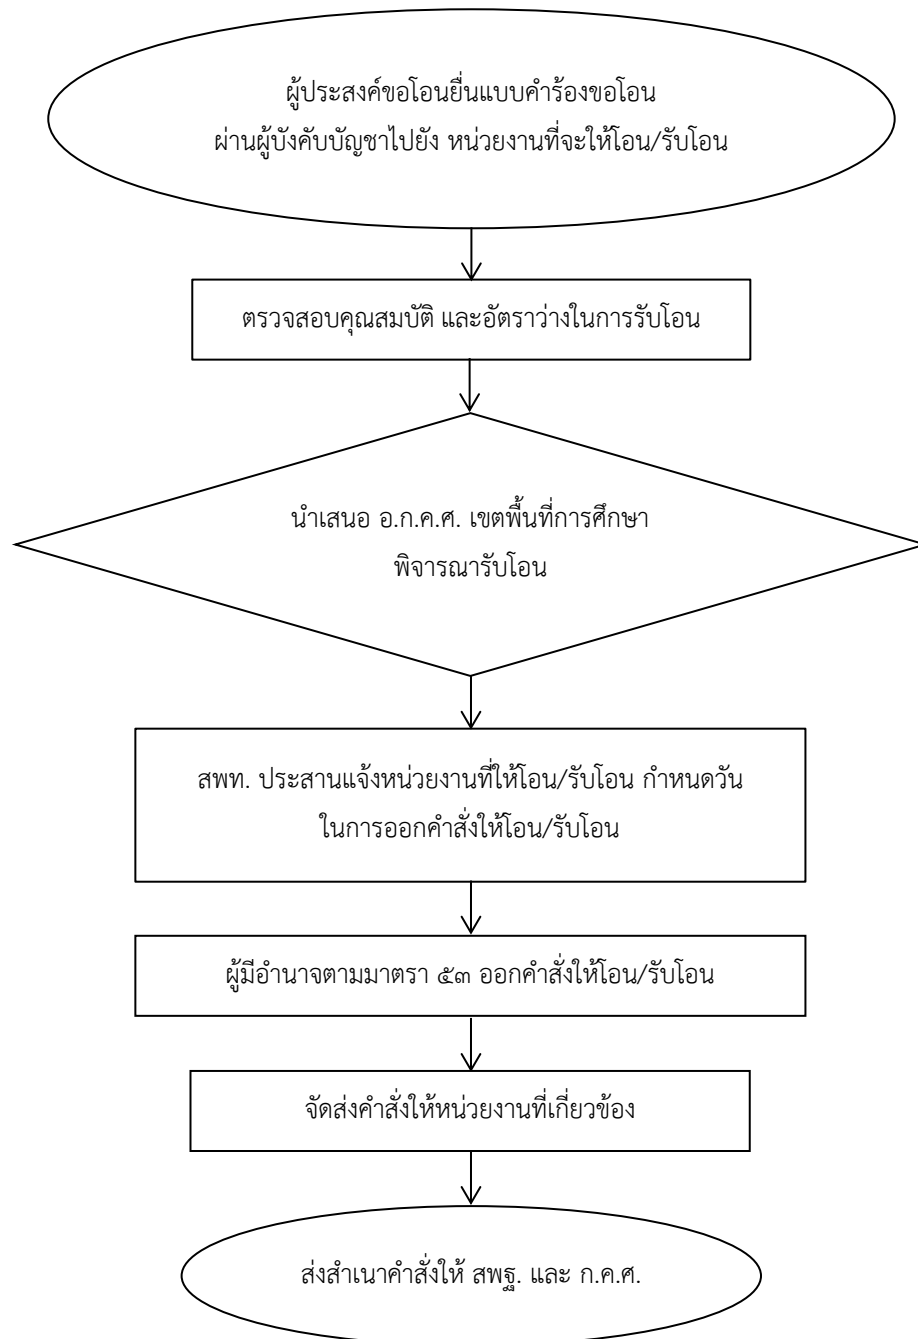 ผู้ประสงค์ขอโอนยื่นแบบคำร้องขอโอน
ผ่านผู้บังคับบัญชาไปยัง หน่วยงานที่จะให้โอน/รับโอน
ตรวจสอบคุณสมบัติ และอัตราว่างในการรับโอน
นำเสนอ อ.ก.ค.ศ. เขตพื้นที่การศึกษา
พิจารณารับโอน
สพท. ประสานแจ้งหน่วยงานที่ให้โอน/รับโอน กำหนดวัน
ในการออกคำสั่งให้โอน/รับโอน
ผู้มีอำนาจตามมาตรา ๕๓ ออกคำสั่งให้โอน/รับโอน
จัดส่งคำสั่งให้หน่วยงานที่เกี่ยวข้อง
ส่งสำเนาคำสั่งให้ สพฐ. และ ก.ค.ศ.